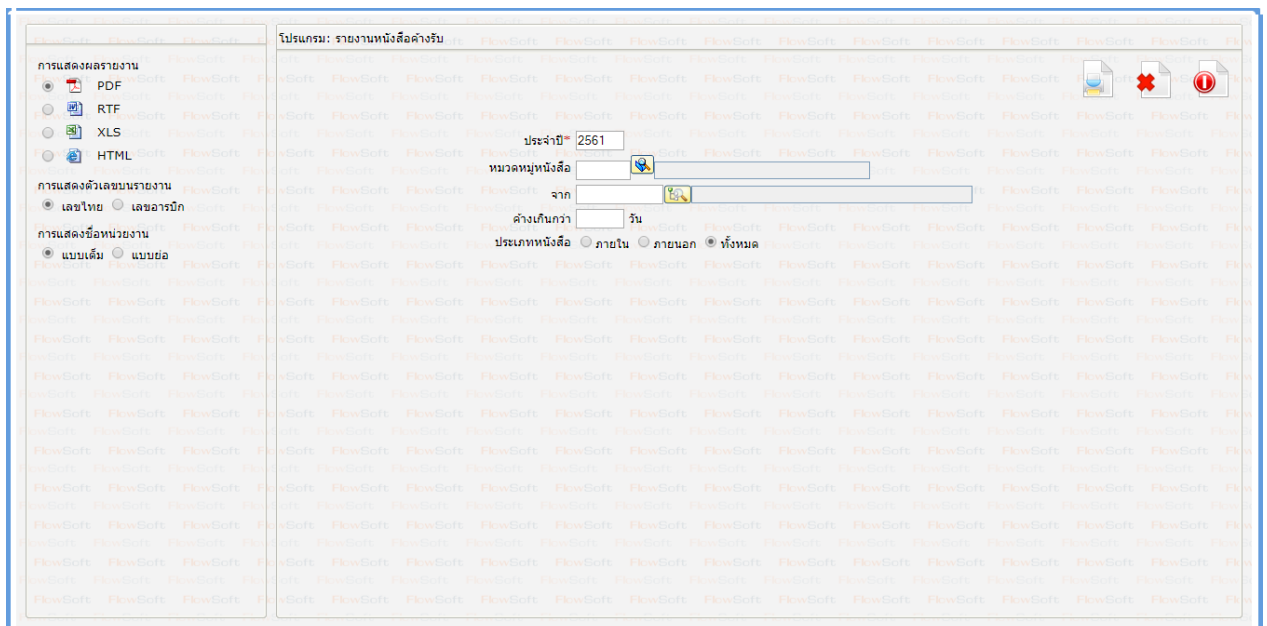 โปรแกรม: รายงานหนังสือค้างรับ
การแสดงผลรายงาน
PDF
RTF
XLS
HTML
การแสดงตัวเลขบนรายงาน
เลขไทย เลขอารบิก
การแสดงชื่อหน่วยงาน
แบบเต็ม แบบย่อ
ประจำปี* 2561
หมวดหมู่หนังสือ
จาก
ค้างเกินกว่า วัน
ประเภทหนังสือ ภายใน ภายนอก ทั้งหมด